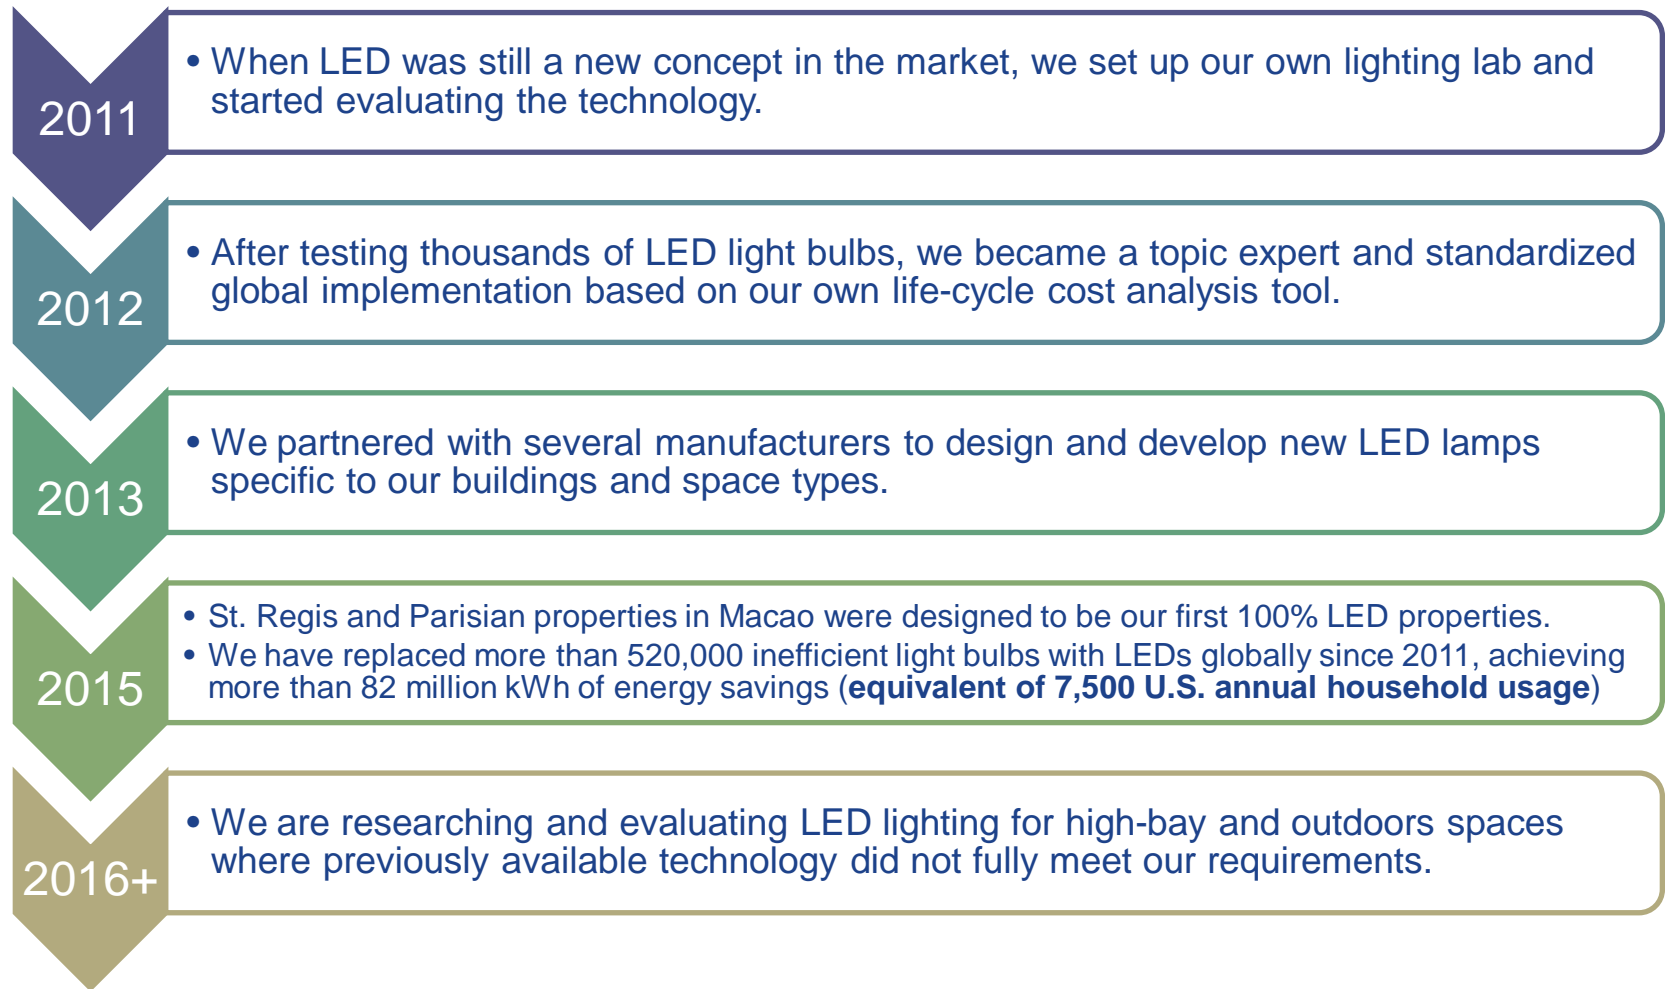 2011
• When LED was still a new concept in the market, we set up our own lighting lab and
started evaluating the technology.
2012
• After testing thousands of LED light bulbs, we became a topic expert and standardized
global implementation based on our own life-cycle cost analysis tool.
2013
• We partnered with several manufacturers to design and develop new LED lamps
specific to our buildings and space types.
2015
• St. Regis and Parisian properties in Macao were designed to be our first 100% LED properties.
• We have replaced more than 520,000 inefficient light bulbs with LEDs globally since 2011, achieving
more than 82 million kWh of energy savings (equivalent of 7,500 U.S. annual household usage)
2016+
• We are researching and evaluating LED lighting for high-bay and outdoors spaces
where previously available technology did not fully meet our requirements.